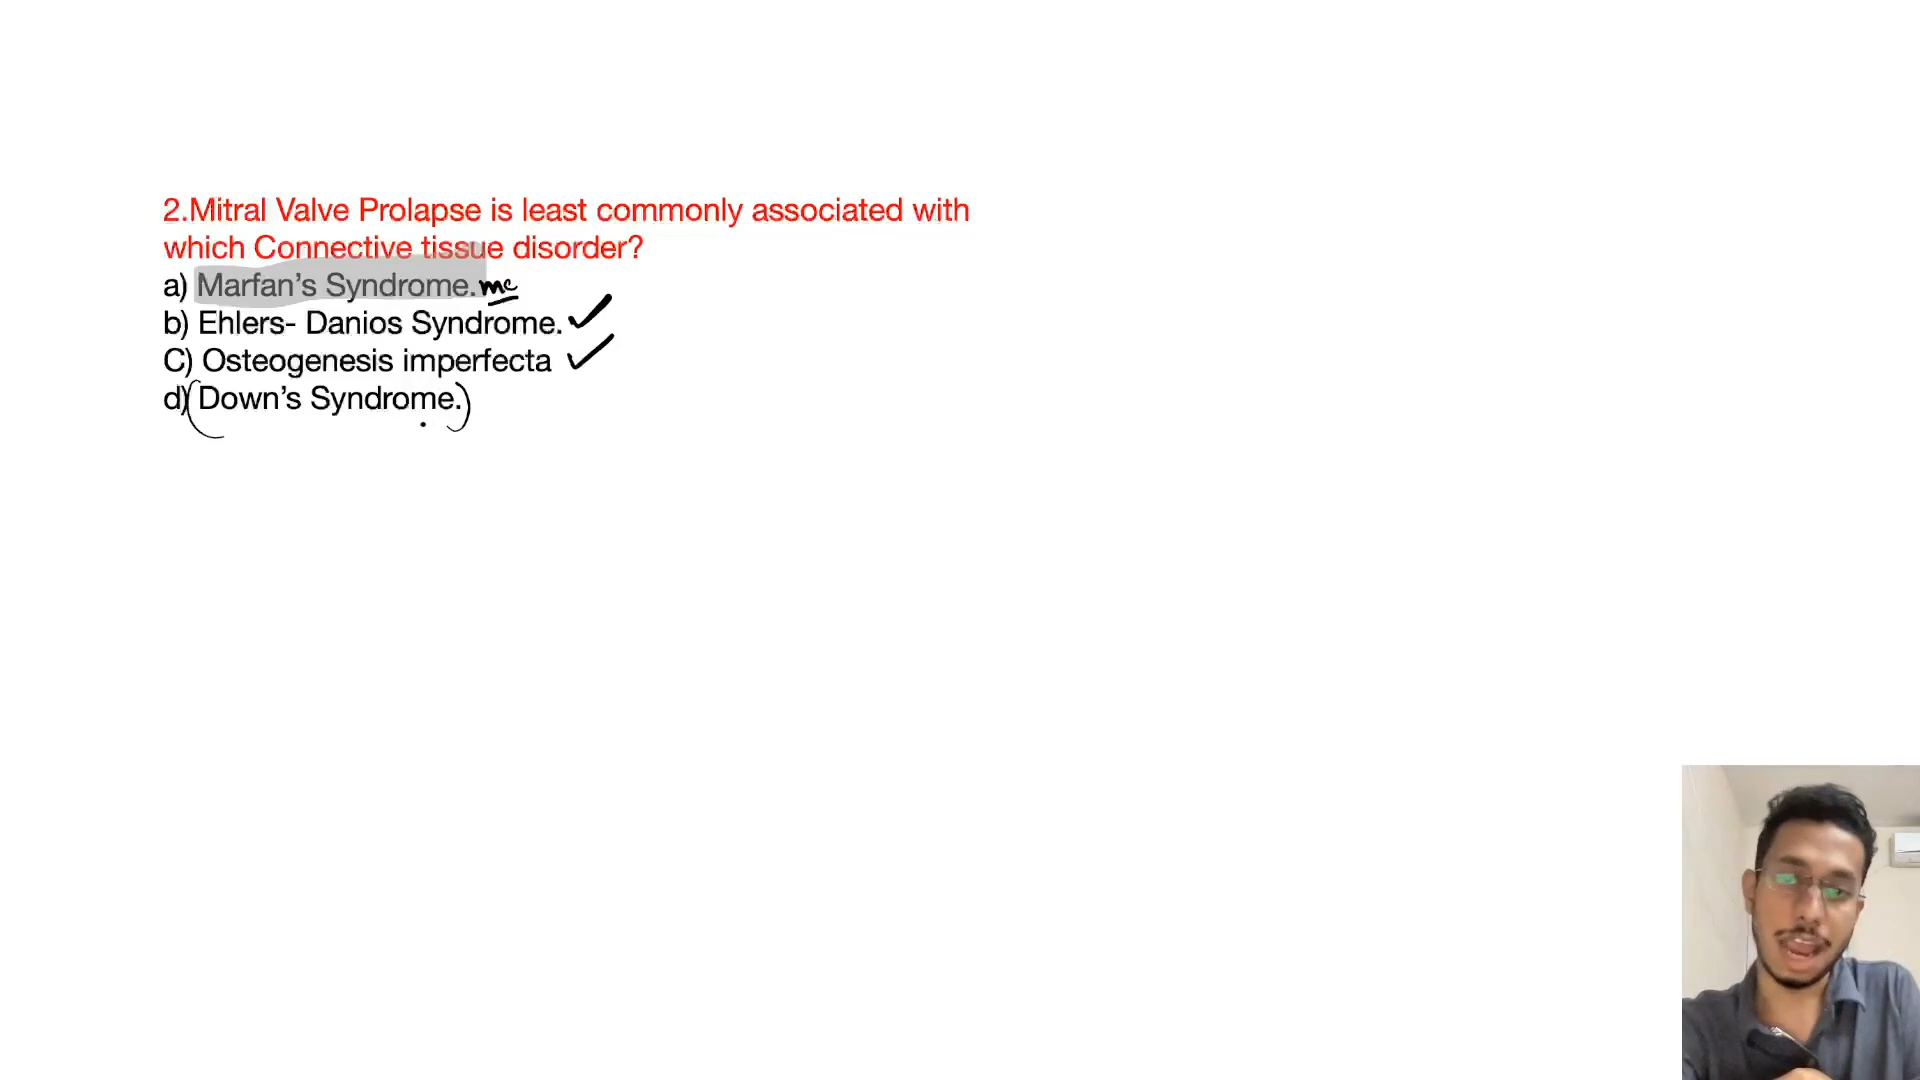 2.Mitral Valve Prolapse is least commonly associated with
which Connective tissue disorder?
a) Marfan's Syndrome. mc
b) Ehlers- Danios Syndrome.
C) Osteogenesis imperfecta
d) (Down's Syndrome.)